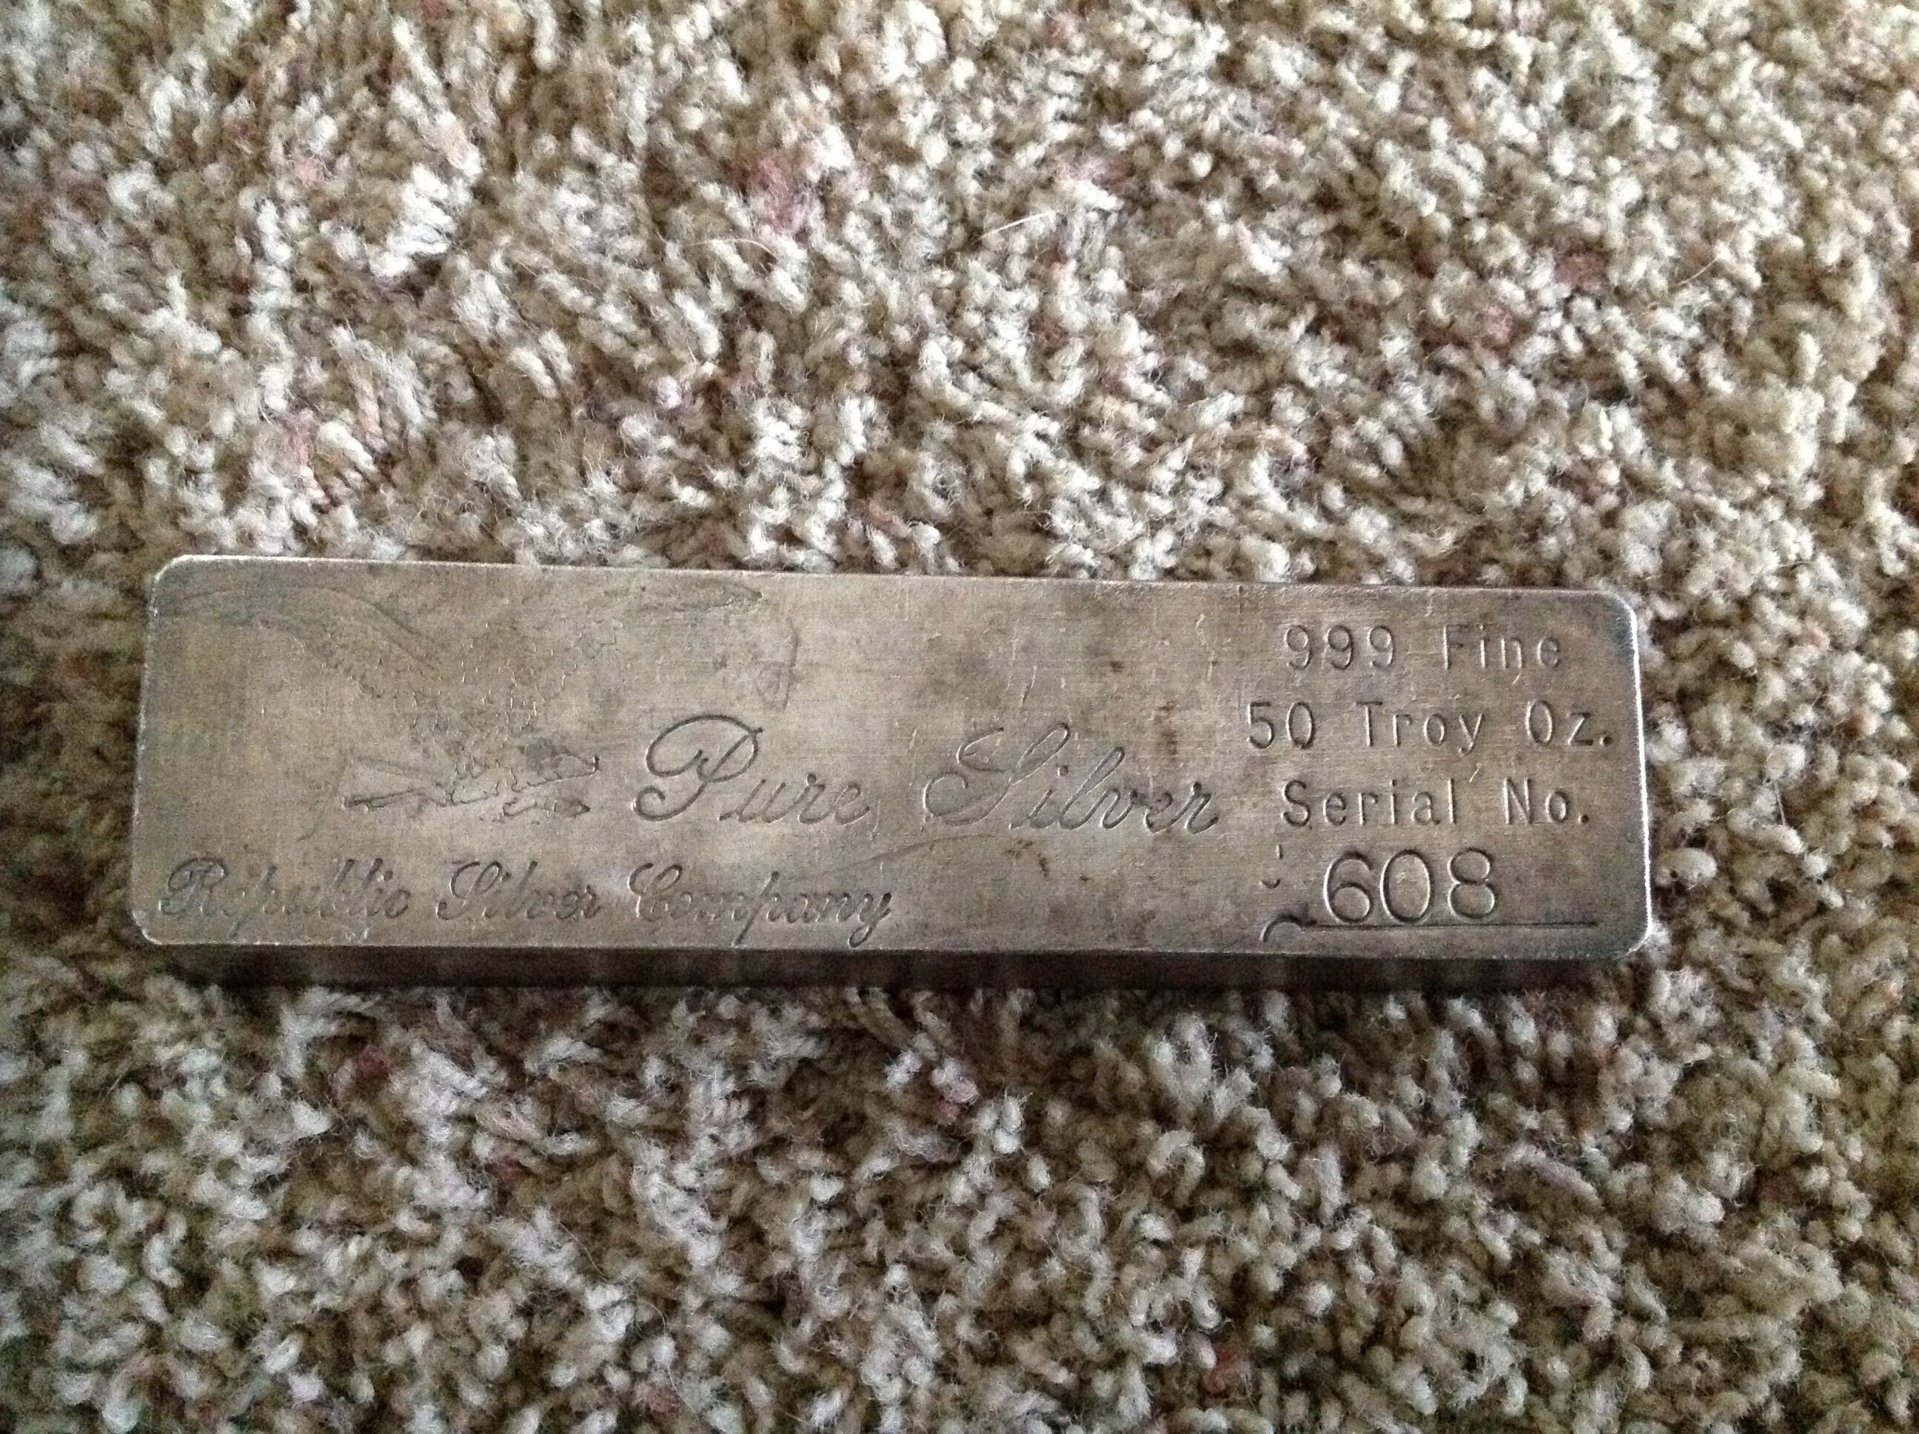 999 Fine
50 Troy Oz.
Pure Silver
Serial No.
608
Republic Silver Company